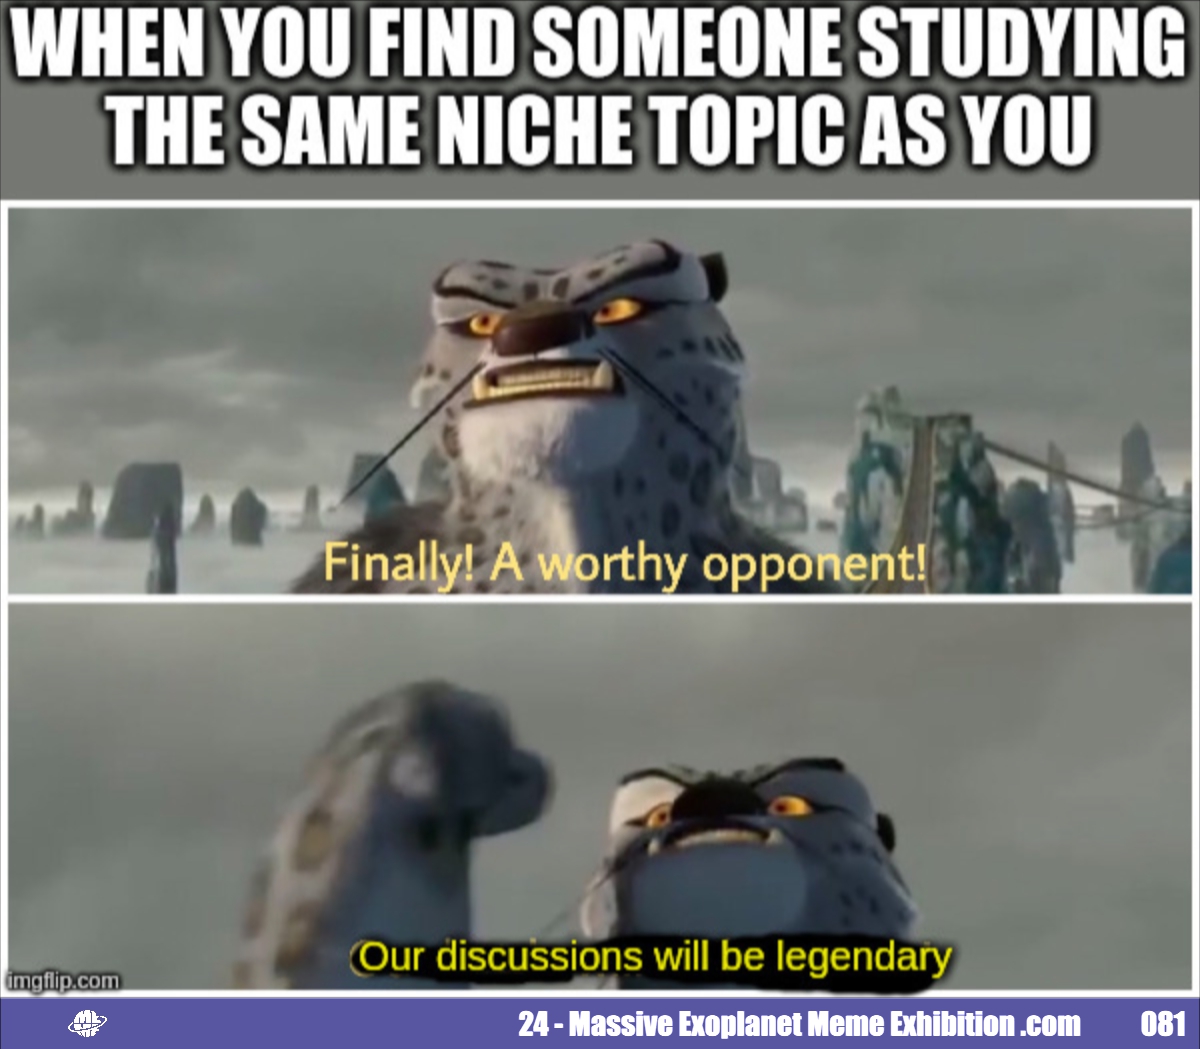 WHEN YOU FIND SOMEONE STUDYING
THE SAME NICHE TOPIC AS YOU
Finally! A worthy opponent!
Our discussions will be legendary
imgflip.com
24 - Massive Exoplanet Meme Exhibition .com 081